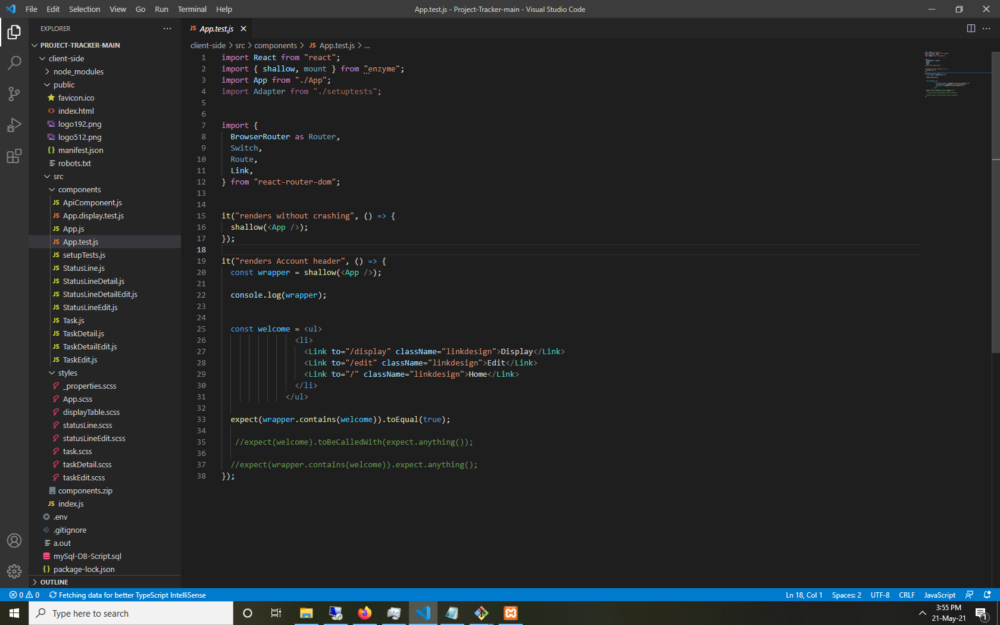 File Edit Selection View Go Run Terminal Help
App.test.js - Project-Tracker-main - Visual Studio Code
EXPLORER
PROJECT-TRACKER-MAIN
client-side
node_modules
public
favicon.ico
index.html
logo192.png
logo512.png
manifest.json
robots.txt
src
components
ApiComponent.js
App.display.test.js
App.js
App.test.js
setupTests.js
StatusLine.js
StatusLineDetail.js
StatusLineDetailEdit.js
StatusLineEdit.js
Task.js
TaskDetail.js
TaskDetailEdit.js
TaskEdit.js
styles
_properties.scss
App.scss
displayTable.scss
statusLine.scss
statusLineEdit.scss
task.scss
taskDetail.scss
taskEdit.scss
components.zip
index.js
.env
.gitignore
a.out
mySql-DB-Script.sql
package-lock.json
OUTLINE
JS App.test.js
client-side > src > components > JS App.test.js > ...
1 import React from "react";
2 import { shallow, mount } from "enzyme";
3 import App from "./App";
4 import Adapter from "./setuptests";
5
6
7 import {
8 BrowserRouter as Router,
9 Switch,
10 Route,
11 Link,
12 } from "react-router-dom";
13
14
15 it("renders without crashing", () => {
16 shallow(<App />);
17 });
18
19 it("renders Account header", () => {
20 const wrapper = shallow(<App />);
21
22 console.log(wrapper);
23
24
25 const welcome = <ul>
26 <li>
27 <Link to="/display" className="linkdesign">Display</Link>
28 <Link to="/edit" className="linkdesign">Edit</Link>
29 <Link to="/" className="linkdesign">Home</Link>
30 </li>
31 </ul>
32
33 expect(wrapper.contains(welcome)).toEqual(true);
34
35 //expect(welcome).toBeCalledWith(expect.anything());
36
37 //expect(wrapper.contains(welcome)).expect.anything();
38 });
0 0 Fetching data for better TypeScript IntelliSense
Ln 18, Col 1 Spaces: 2 UTF-8 CRLF JavaScript
Type here to search
3:55 PM
21-May-21
1